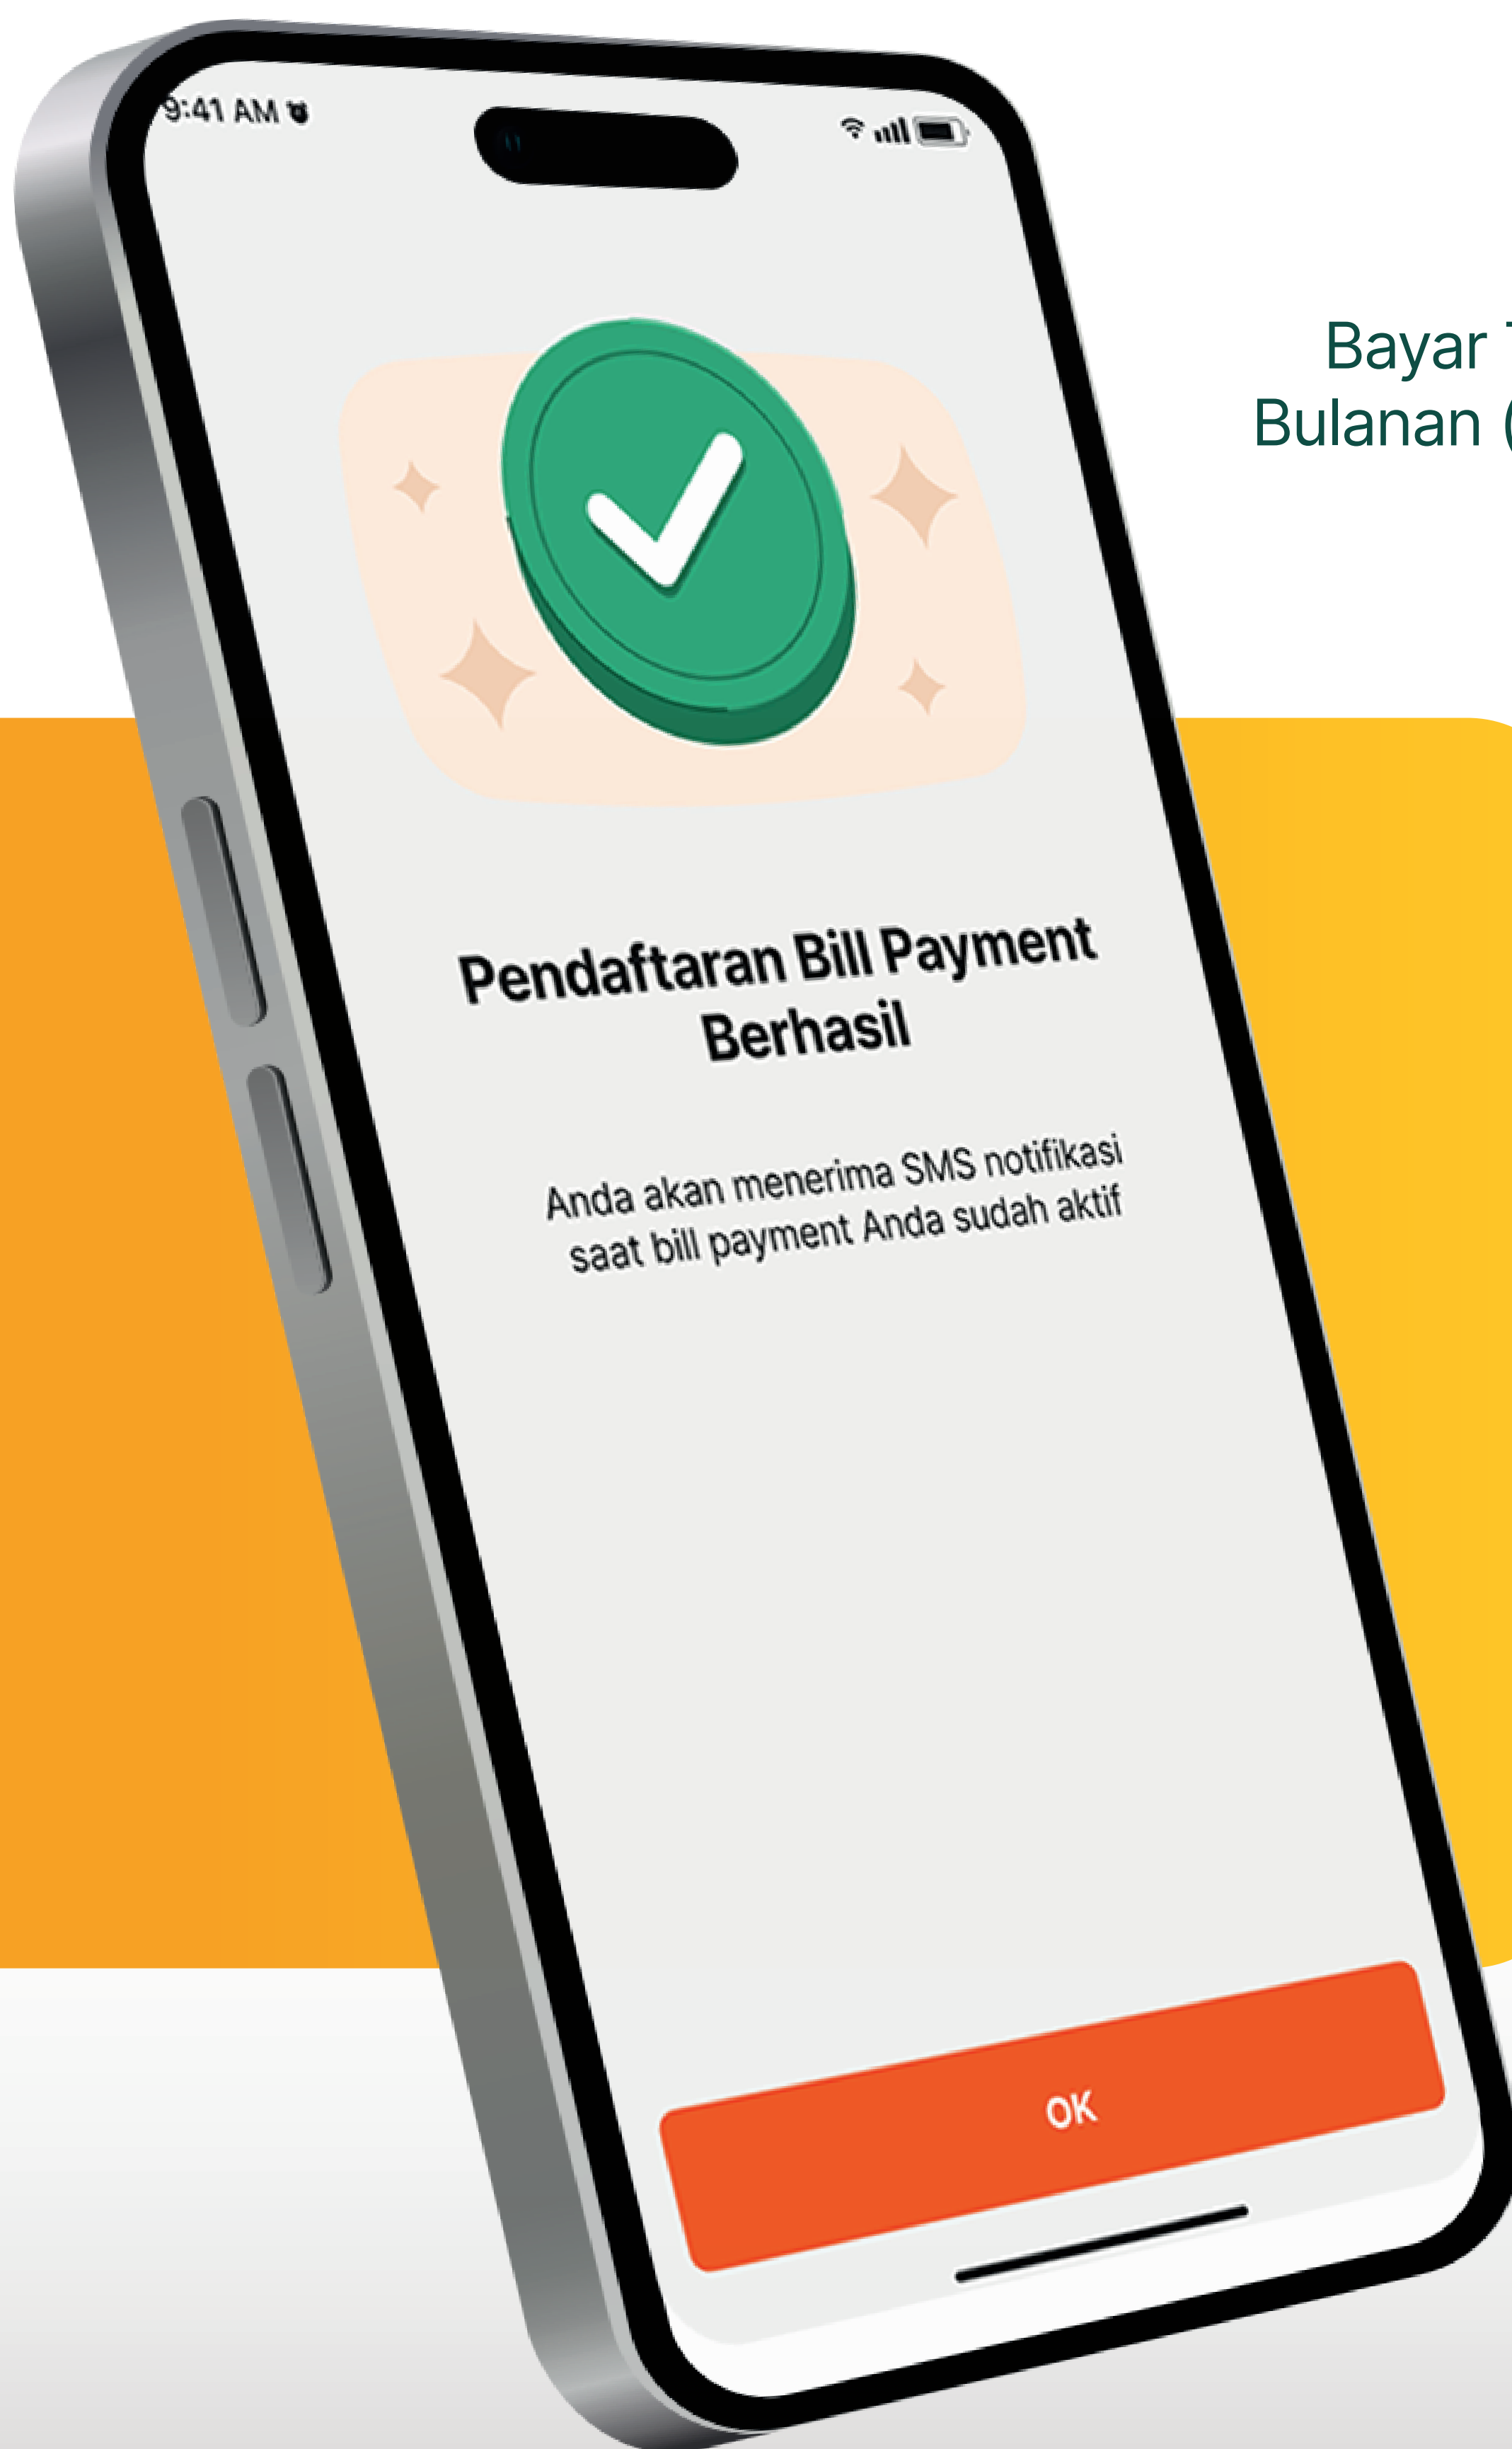 9:41 AM
Bayar
Bulanan (
Pendaftaran Bill Payment
Berhasil
Anda akan menerima SMS notifikasi
saat bill payment Anda sudah aktif
OK